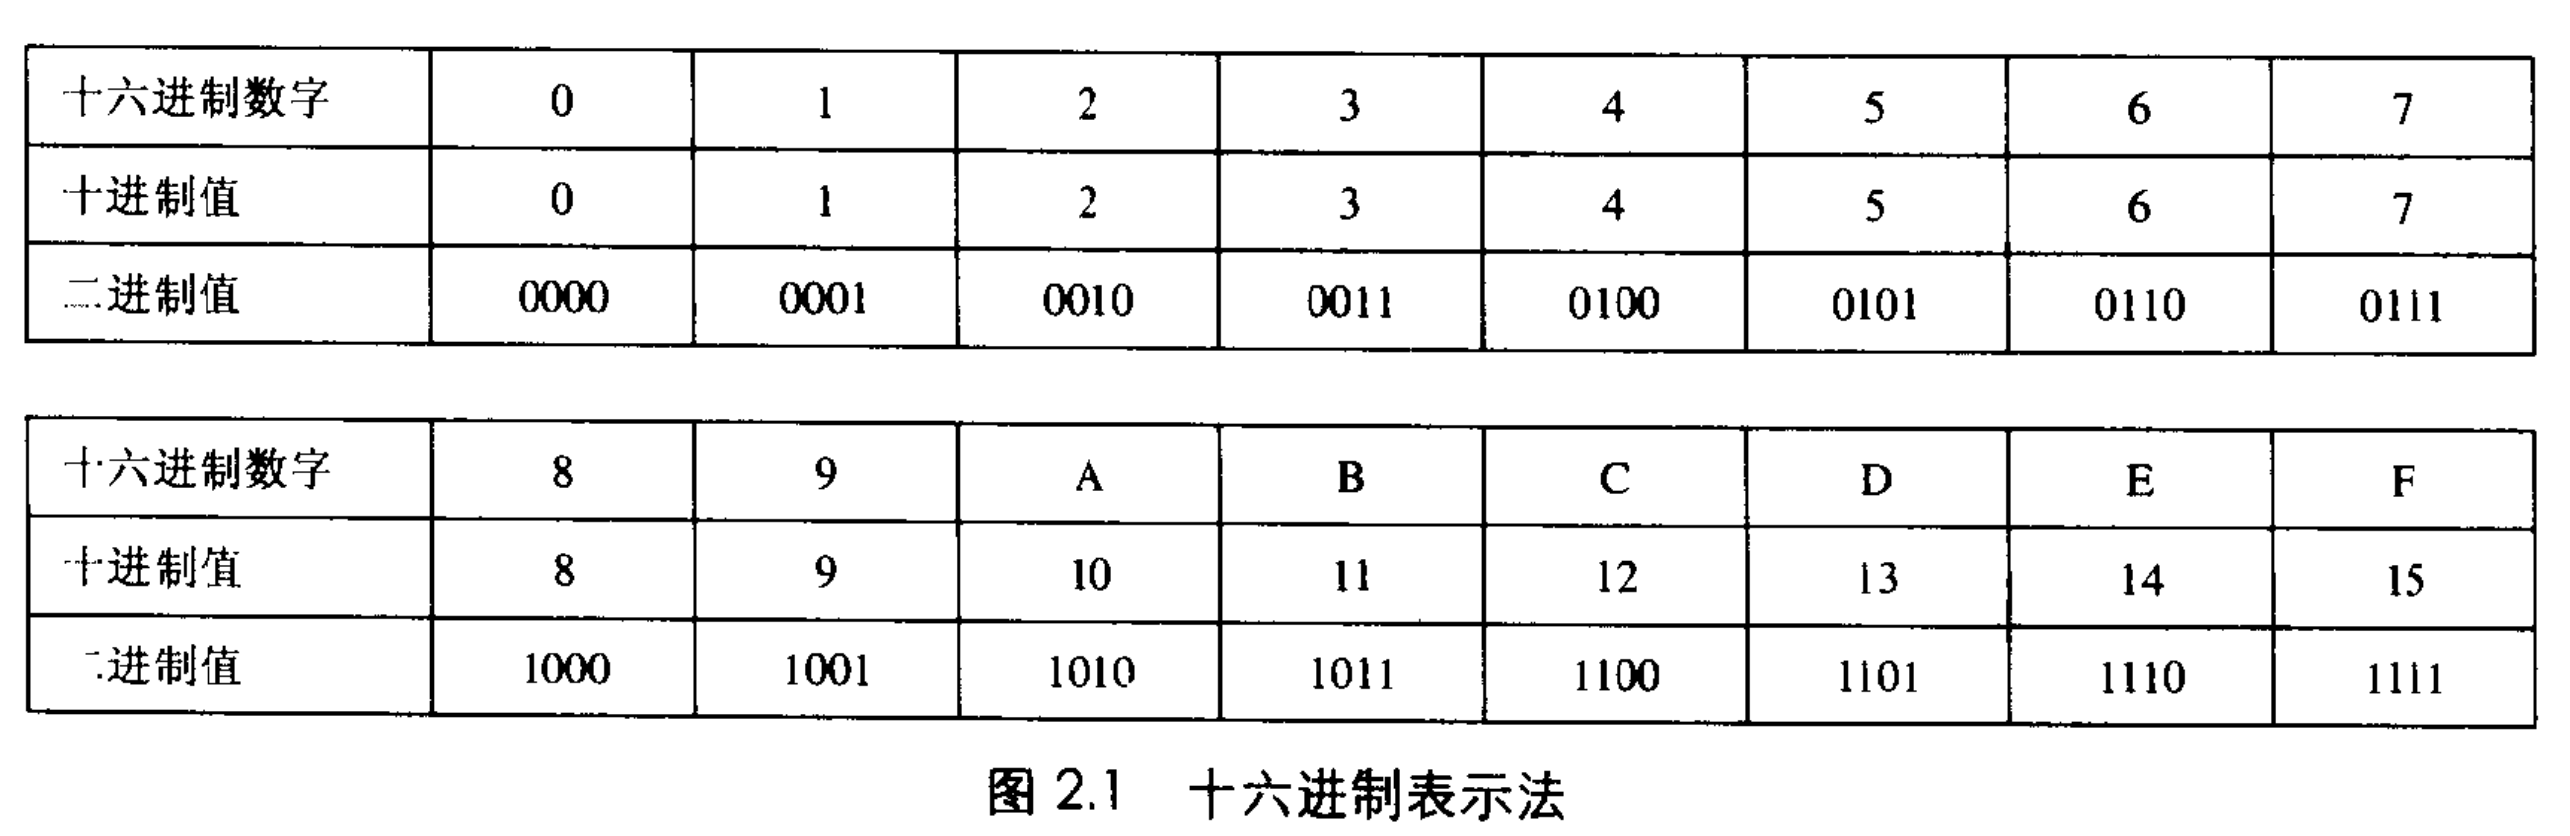 十六进制数字 0 1 2 3 4 5 6 7
十进制值 0 1 2 3 4 5 6 7
二进制值 0000 0001 0010 0011 0100 0101 0110 0111
十六进制数字 8 9 A B C D E F
十进制值 8 9 10 11 12 13 14 15
二进制值 1000 1001 1010 1011 1100 1101 1110 1111
图 2.1 十六进制表示法